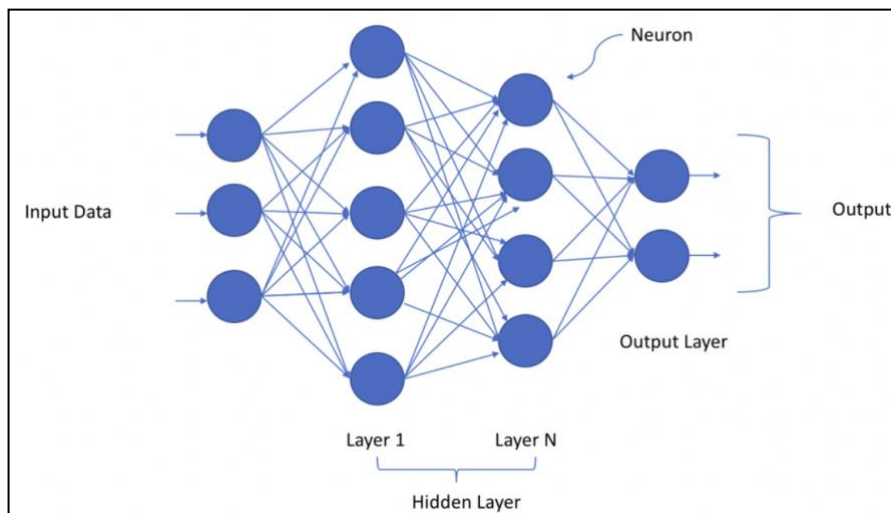 Neuron
Input Data
Output
Output Layer
Layer 1
Layer N
Hidden Layer